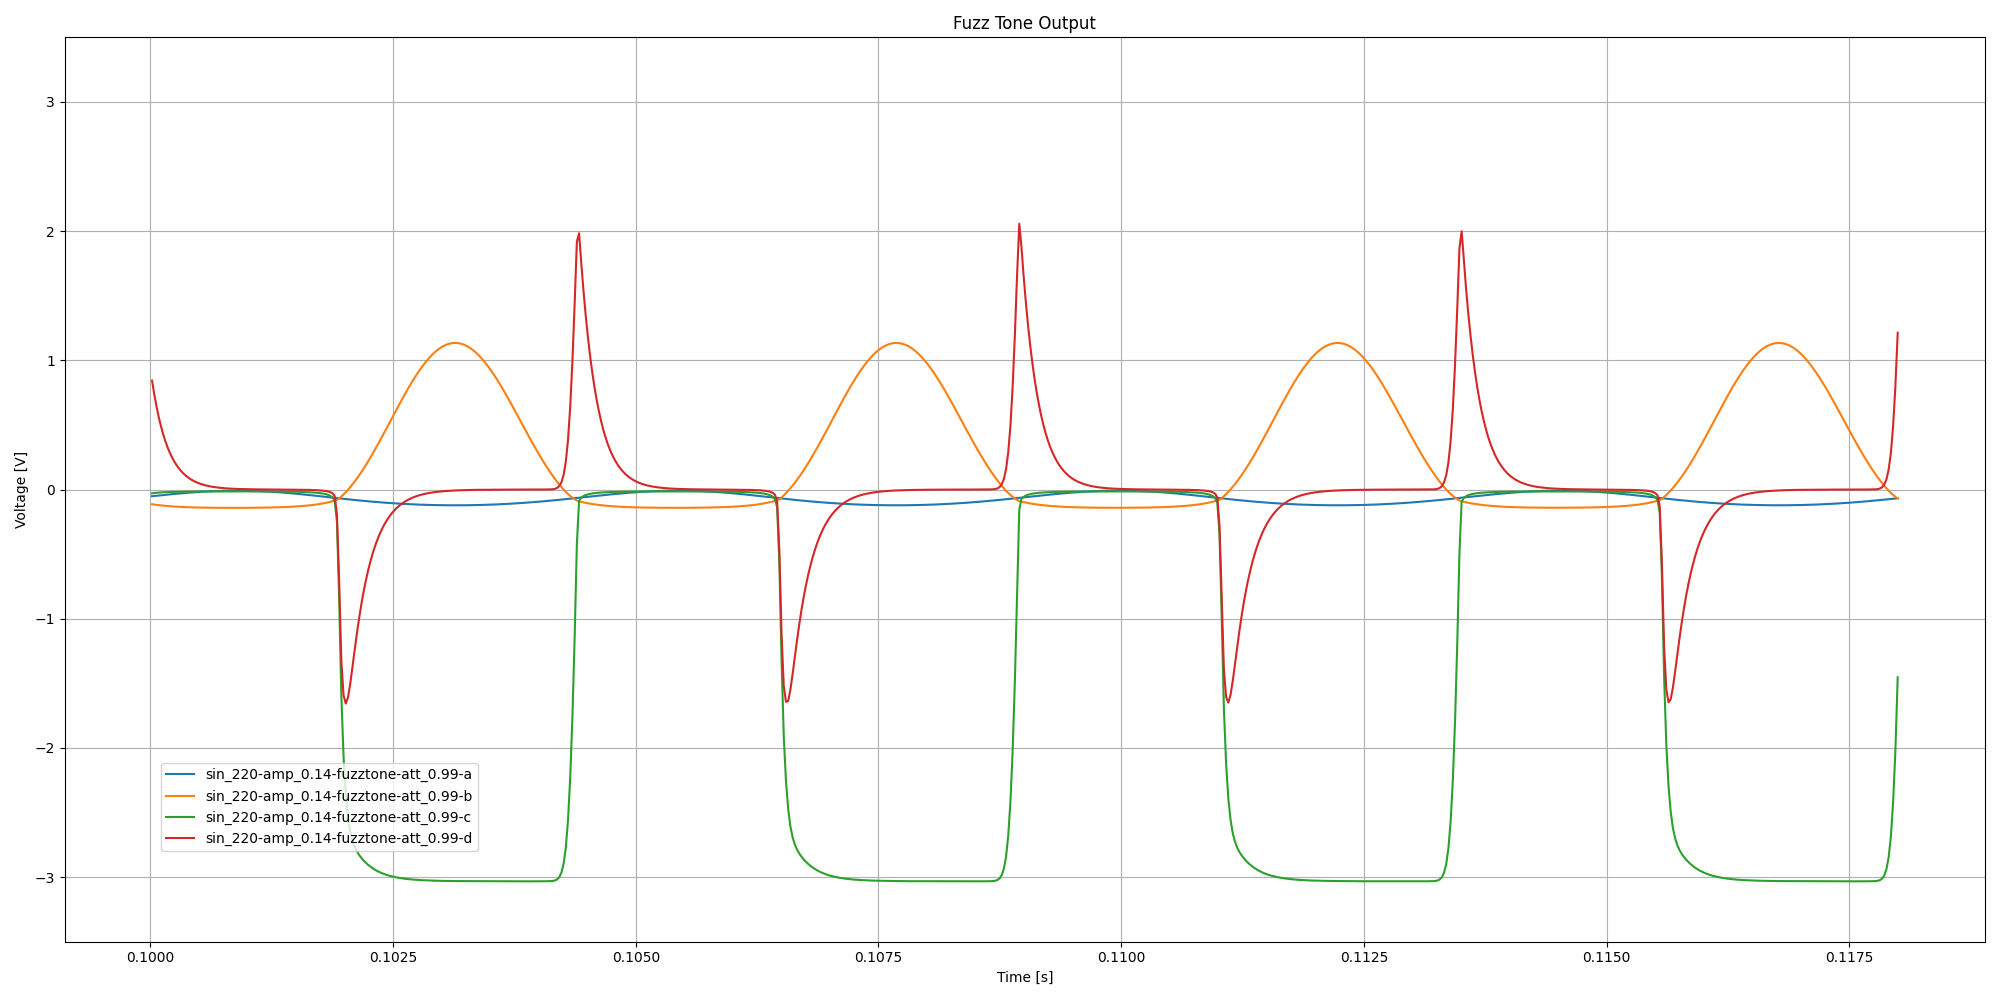 Fuzz Tone Output
Voltage [V]
3
2
1
0
−1
−2
−3
sin_220-amp_0.14-fuzztone-att_0.99-a
sin_220-amp_0.14-fuzztone-att_0.99-b
sin_220-amp_0.14-fuzztone-att_0.99-c
sin_220-amp_0.14-fuzztone-att_0.99-d
0.1000 0.1025 0.1050 0.1075 0.1100 0.1125 0.1150 0.1175
Time [s]